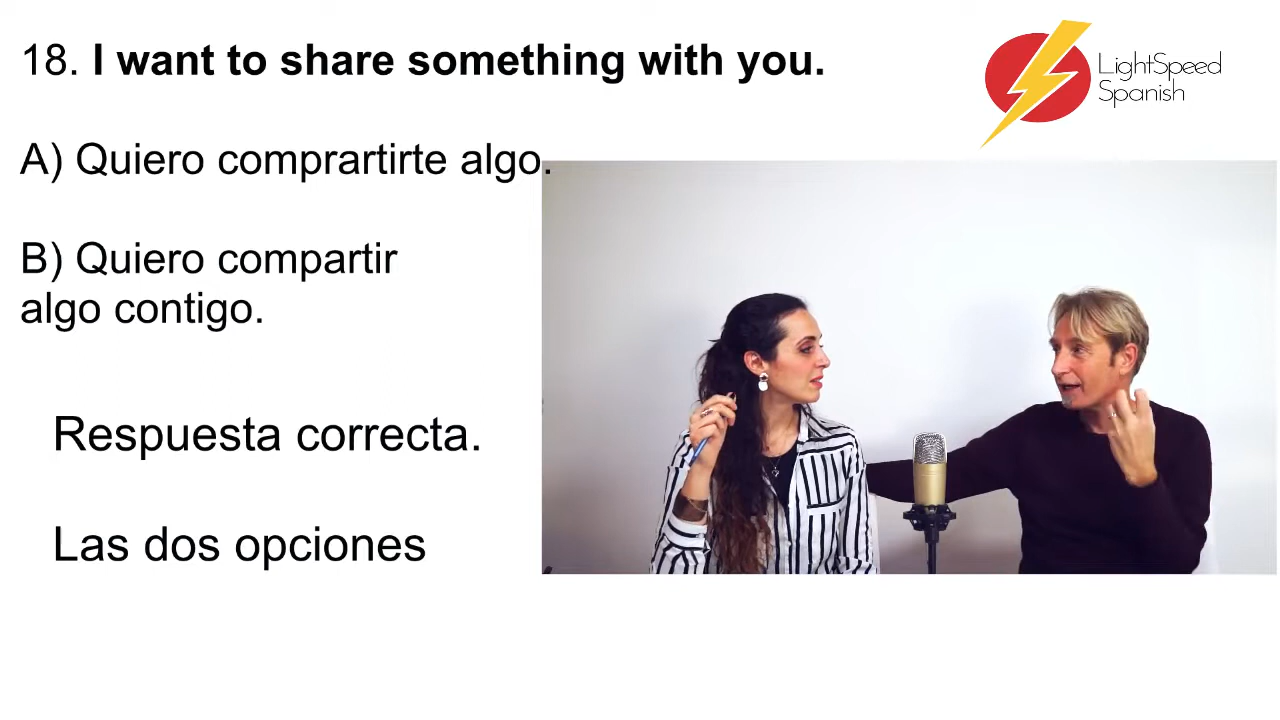 18. I want to share something with you.
LightSpeed
Spanish
A) Quiero comprartirte algo.
B) Quiero compartir
algo contigo.
Respuesta correcta.
Las dos opciones